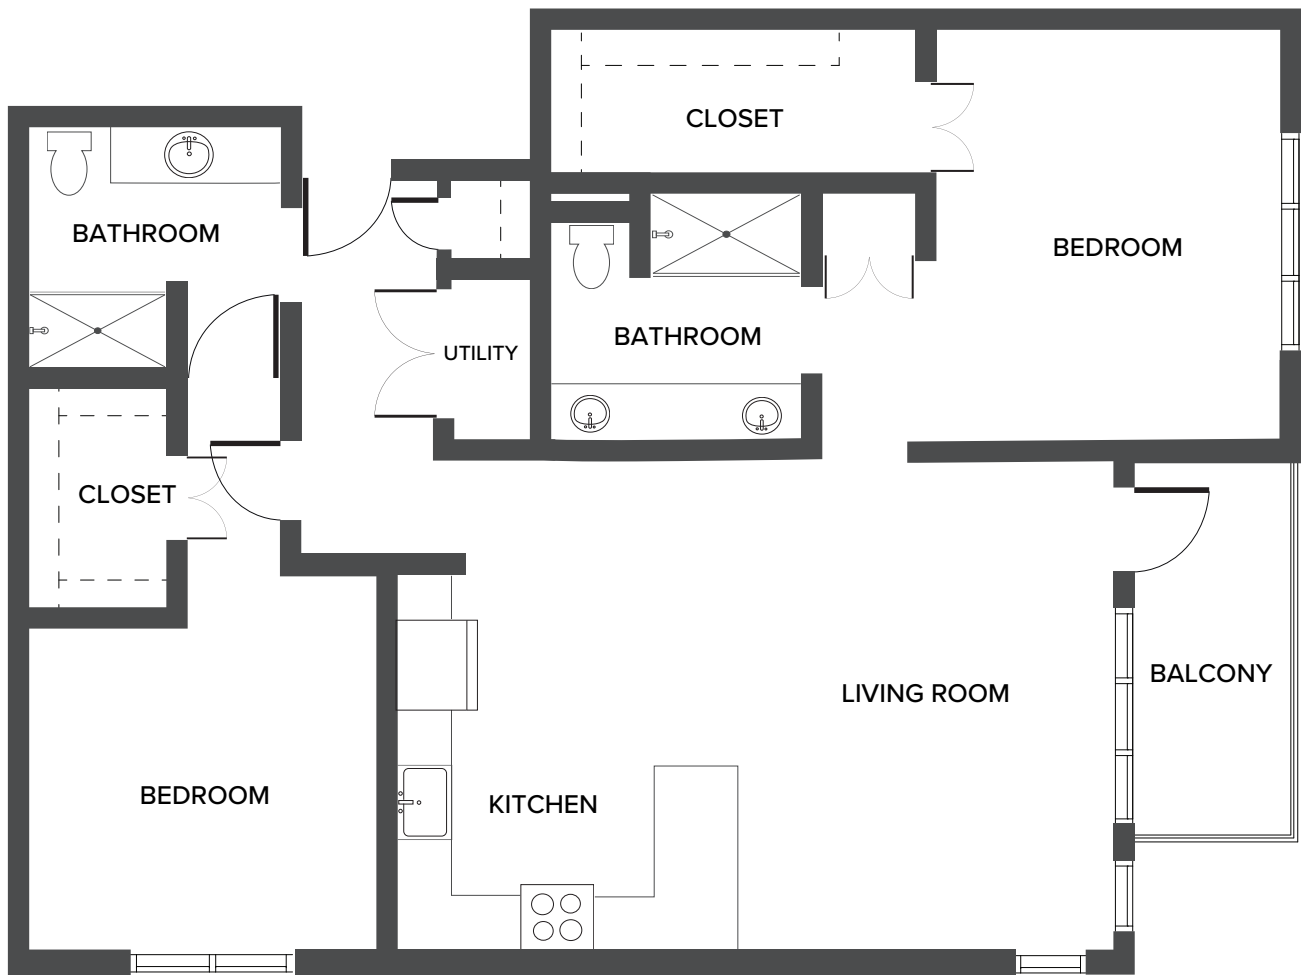 CLOSET
BATHROOM
BEDROOM
BATHROOM
UTILITY
CLOSET
BALCONY
LIVING ROOM
BEDROOM
KITCHEN